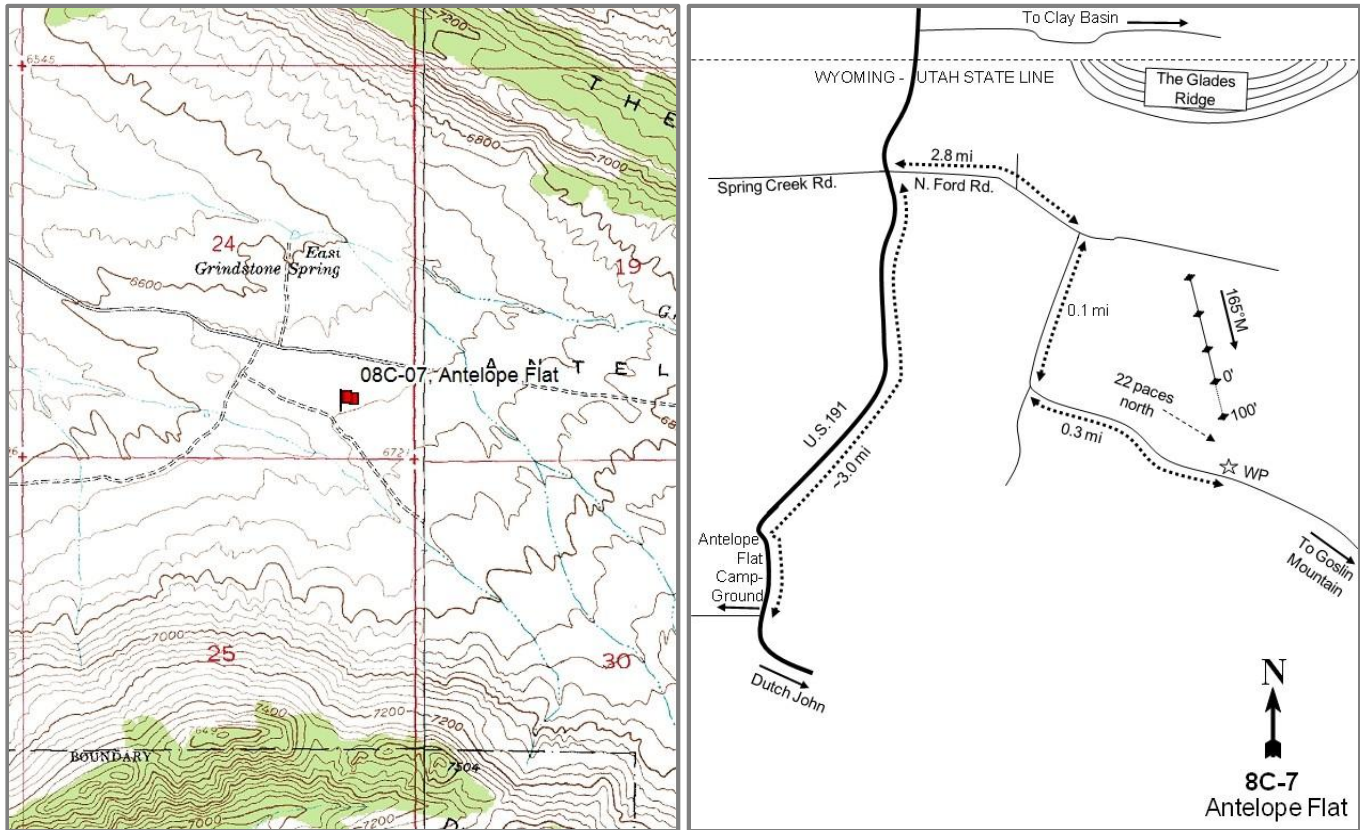 7200
6545
T H E
6800
7000
24
East
Grindstone Spring
19
6600
A N T E L
08C-07, Antelope Flat
6721
7000
25
30
7400
7200
7200
BOUNDARY
7504
7000
7200
To Clay Basin
WYOMING - UTAH STATE LINE
The Glades
Ridge
2.8 mi
Spring Creek Rd.
N. Ford Rd.
0.1 mi
165°M
0'
100'
22 paces
north
0.3 mi
WP
U.S.191
~3.0 mi
Antelope
Flat
Camp-
Ground
To Goslin
Mountain
Dutch John
N
8C-7
Antelope Flat